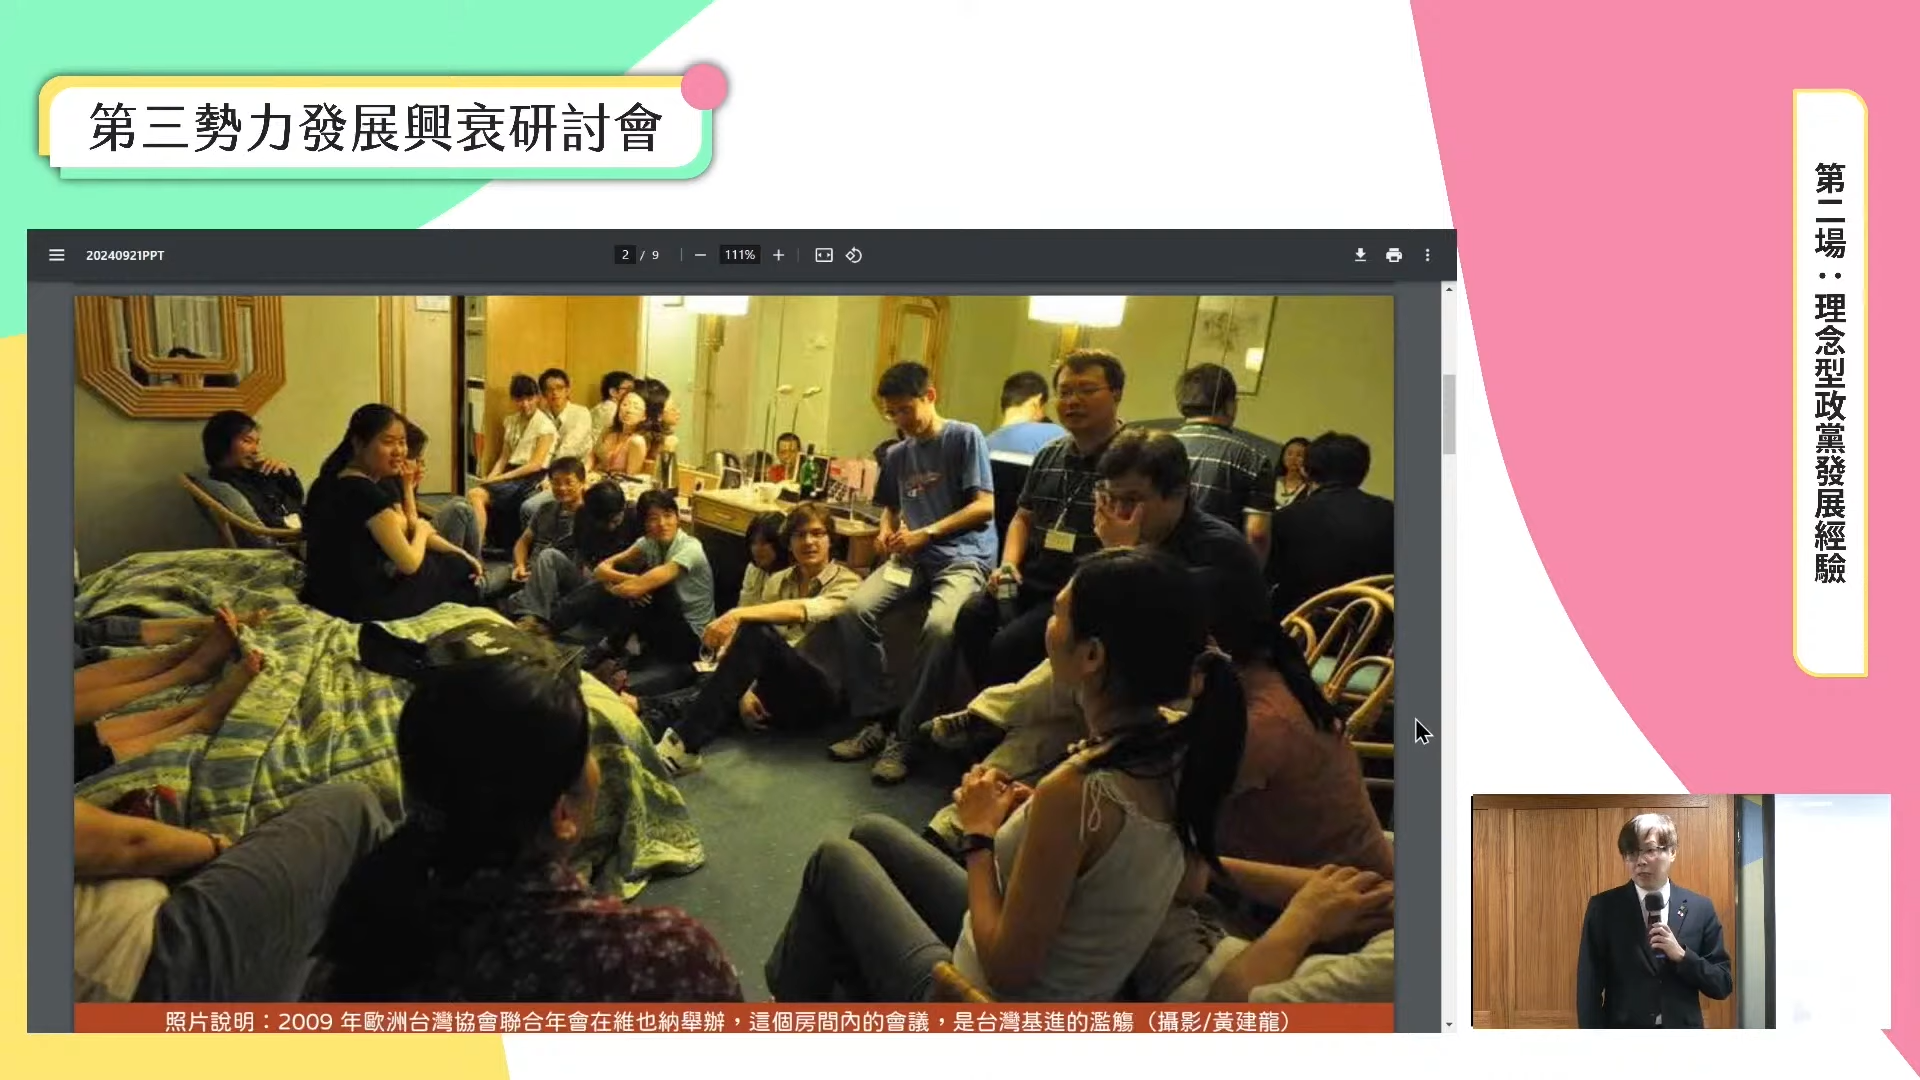 第三勢力發展興衰研討會
第二場：理念型政黨發展經驗
20240921PPT
2 / 9
111%
照片說明：2009 年歐洲台灣協會聯合年會在維也納舉辦，這個房間內的會議，是台灣基進的濫觴（攝影/黃建龍）